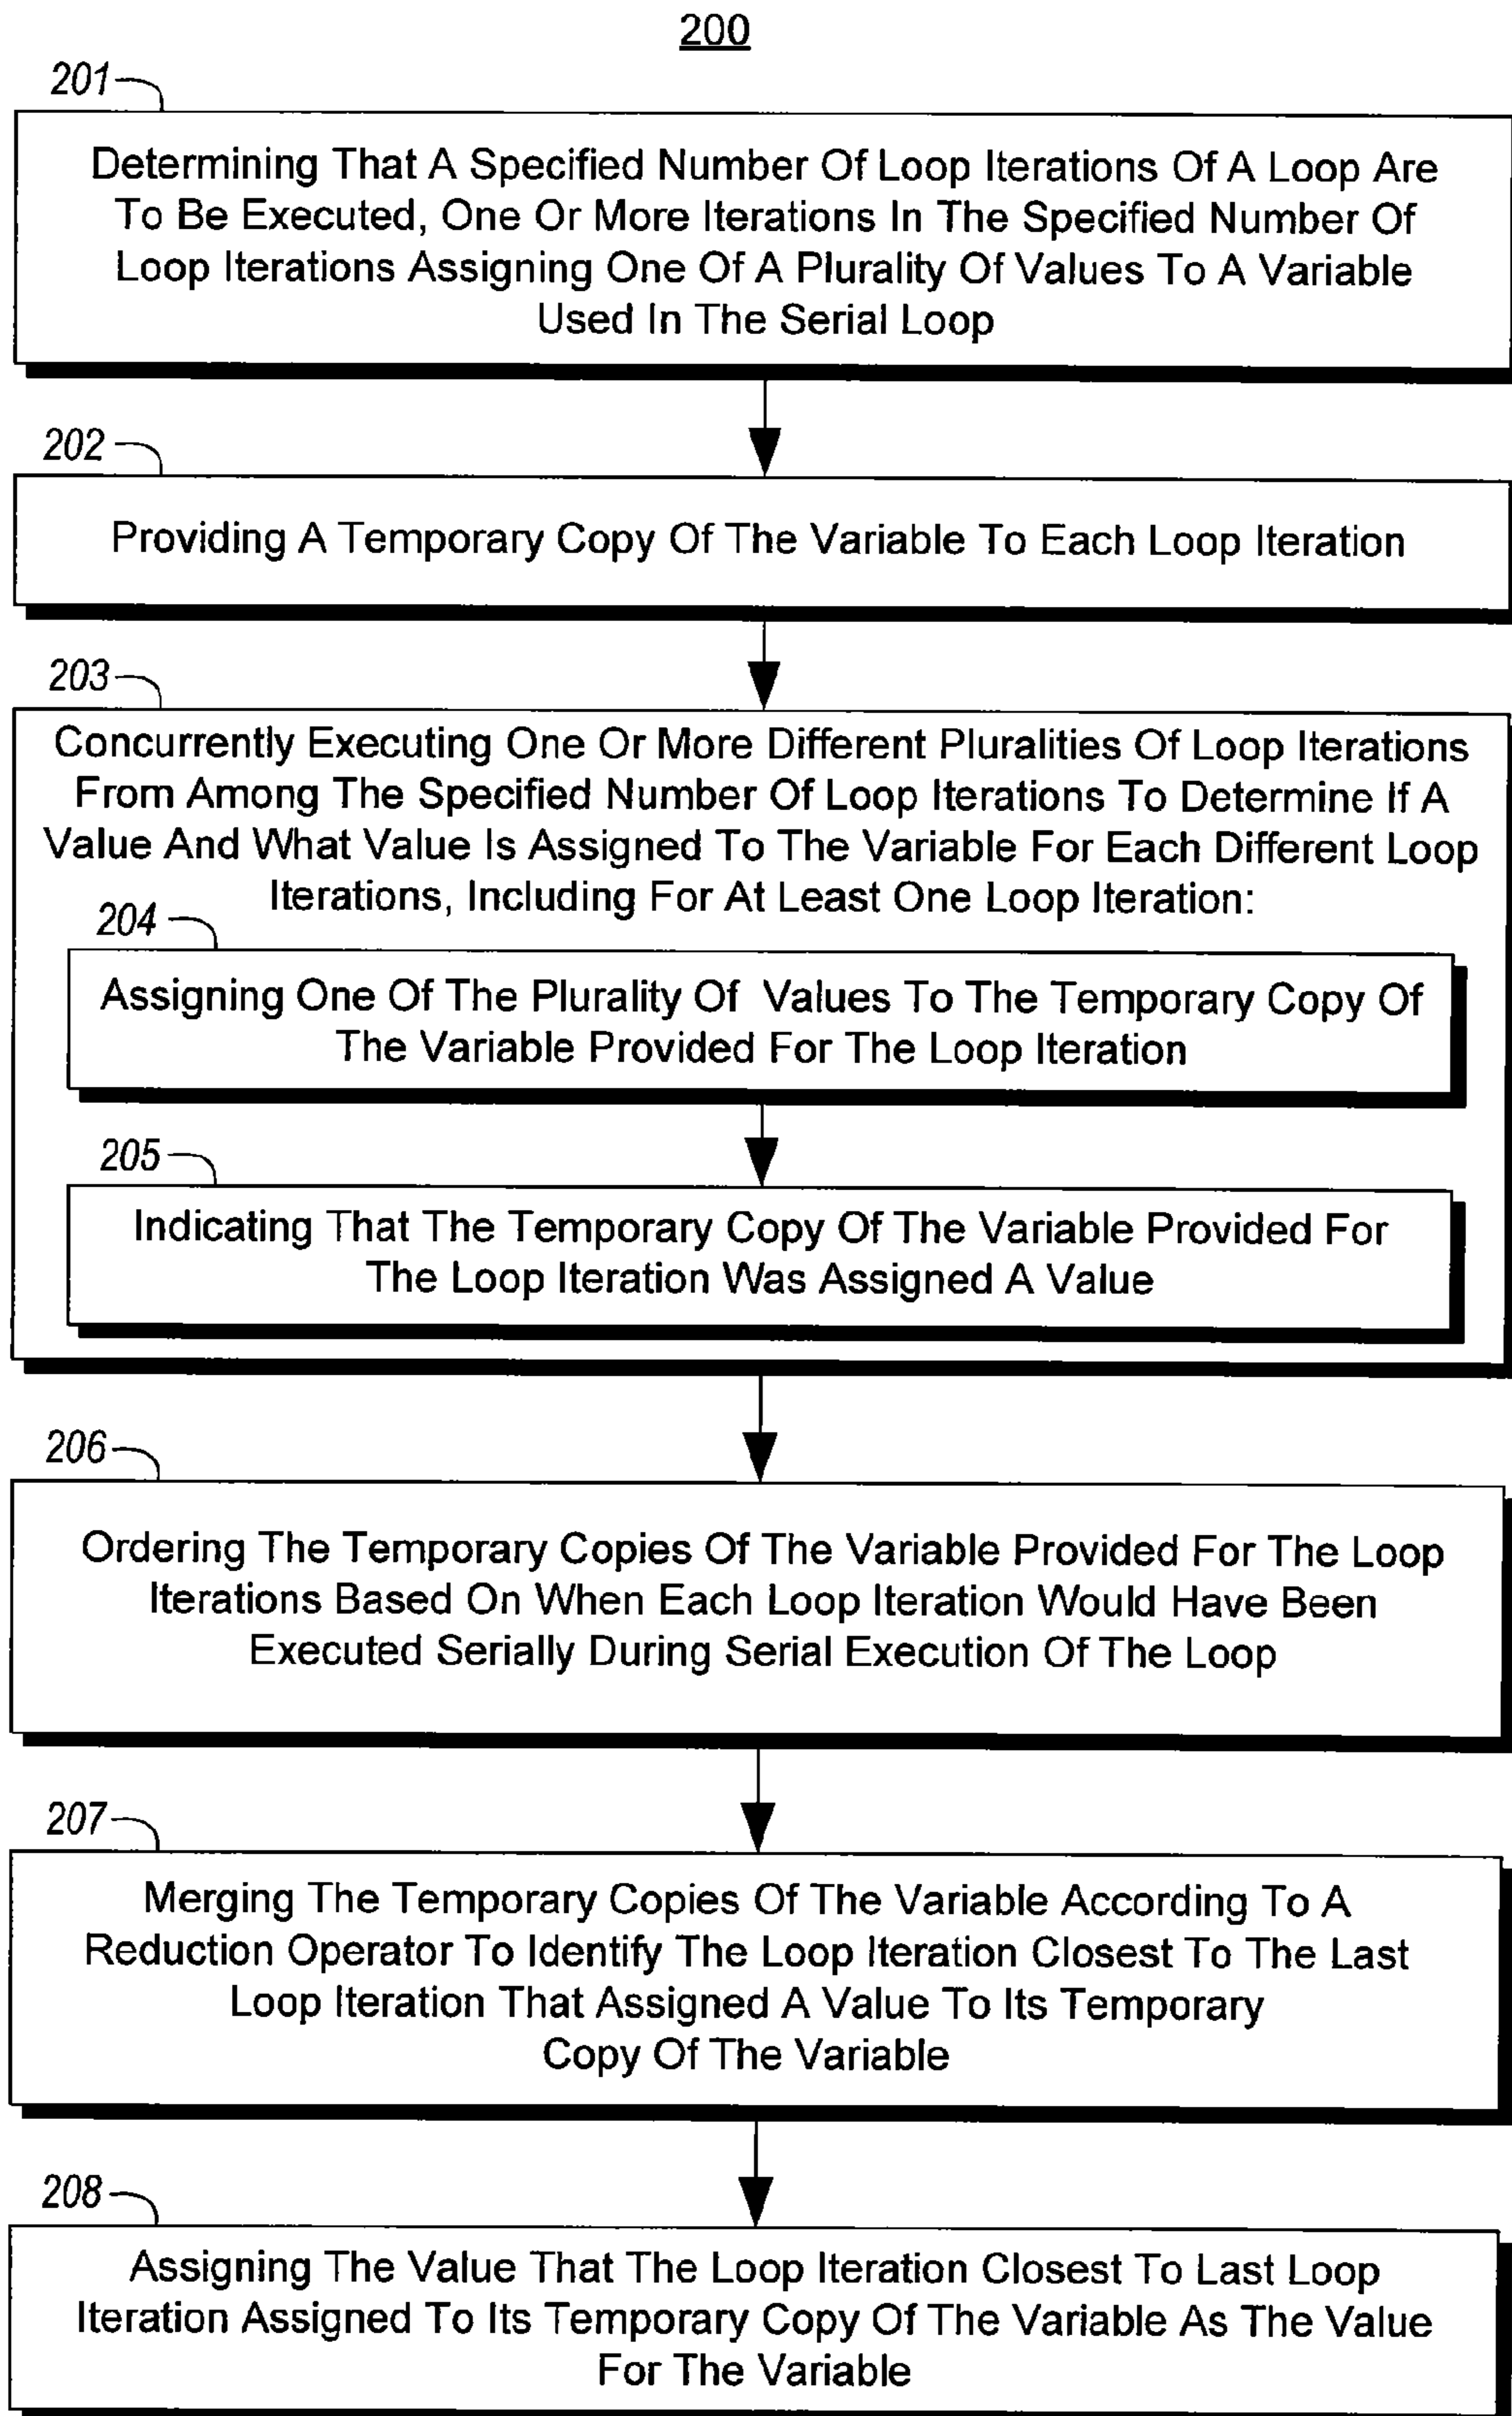 200
201
Determining That A Specified Number Of Loop Iterations Of A Loop Are
To Be Executed, One Or More Iterations In The Specified Number Of
Loop Iterations Assigning One Of A Plurality Of Values To A Variable
Used In The Serial Loop
202
Providing A Temporary Copy Of The Variable To Each Loop Iteration
203
Concurrently Executing One Or More Different Pluralities Of Loop Iterations
From Among The Specified Number Of Loop Iterations To Determine If A
Value And What Value Is Assigned To The Variable For Each Different Loop
Iterations, Including For At Least One Loop Iteration:
204
Assigning One Of The Plurality Of Values To The Temporary Copy Of
The Variable Provided For The Loop Iteration
205
Indicating That The Temporary Copy Of The Variable Provided For
The Loop Iteration Was Assigned A Value
206
Ordering The Temporary Copies Of The Variable Provided For The Loop
Iterations Based On When Each Loop Iteration Would Have Been
Executed Serially During Serial Execution Of The Loop
207
Merging The Temporary Copies Of The Variable According To A
Reduction Operator To Identify The Loop Iteration Closest To The Last
Loop Iteration That Assigned A Value To Its Temporary
Copy Of The Variable
208
Assigning The Value That The Loop Iteration Closest To Last Loop
Iteration Assigned To Its Temporary Copy Of The Variable As The Value
For The Variable